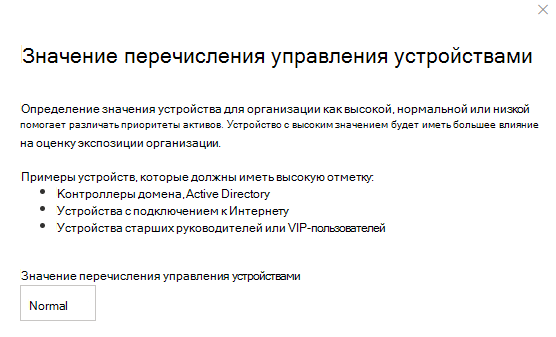 Значение перечисления управления устройствами
Определение значения устройства для организации как высокой, нормальной или низкой
помогает различать приоритеты активов. Устройство с высоким значением будет иметь большее влияние
на оценку экспозиции организации.
Примеры устройств, которые должны иметь высокую отметку:
Контроллеры домена, Active Directory
Устройства с подключением к Интернету
Устройства старших руководителей или VIP-пользователей
Значение перечисления управления устройствами
Normal